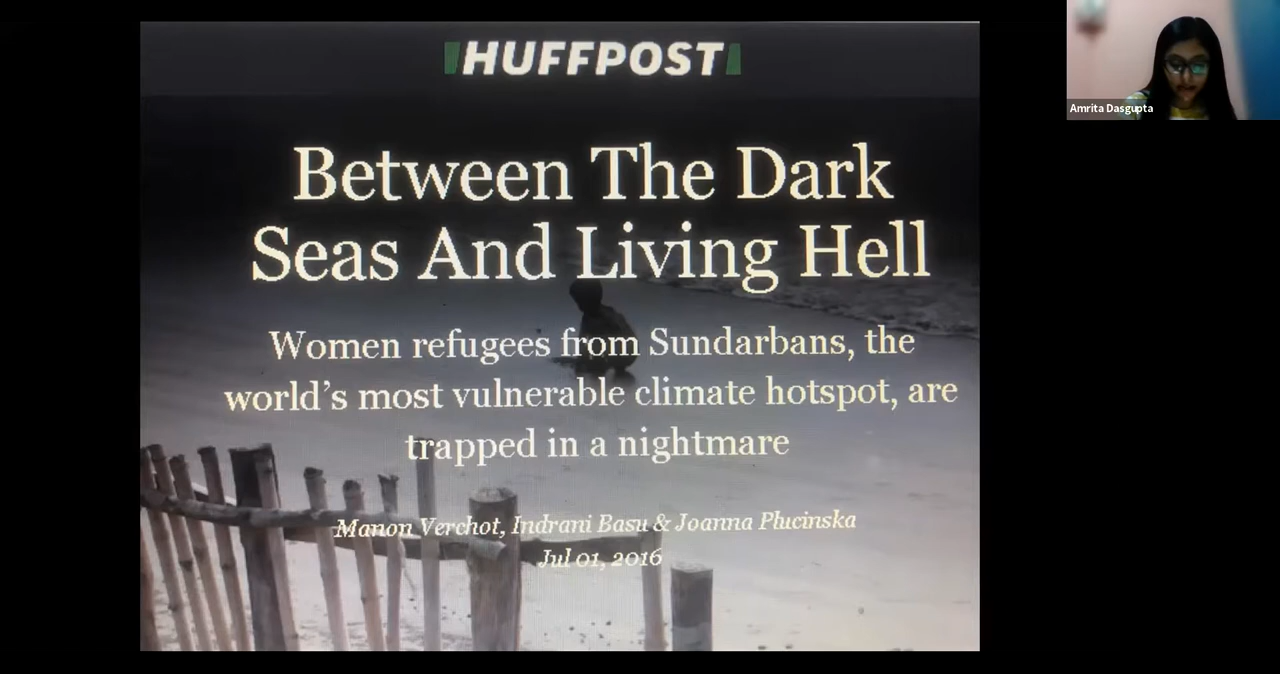 HUFFPOST
Between The Dark
Seas And Living Hell
Women refugees from Sundarbans, the
world's most vulnerable climate hotspot, are
trapped in a nightmare
Manon Verchot, Indrani Basu & Joanna Plucinska
Jul 01, 2016
Amrita Dasgupta